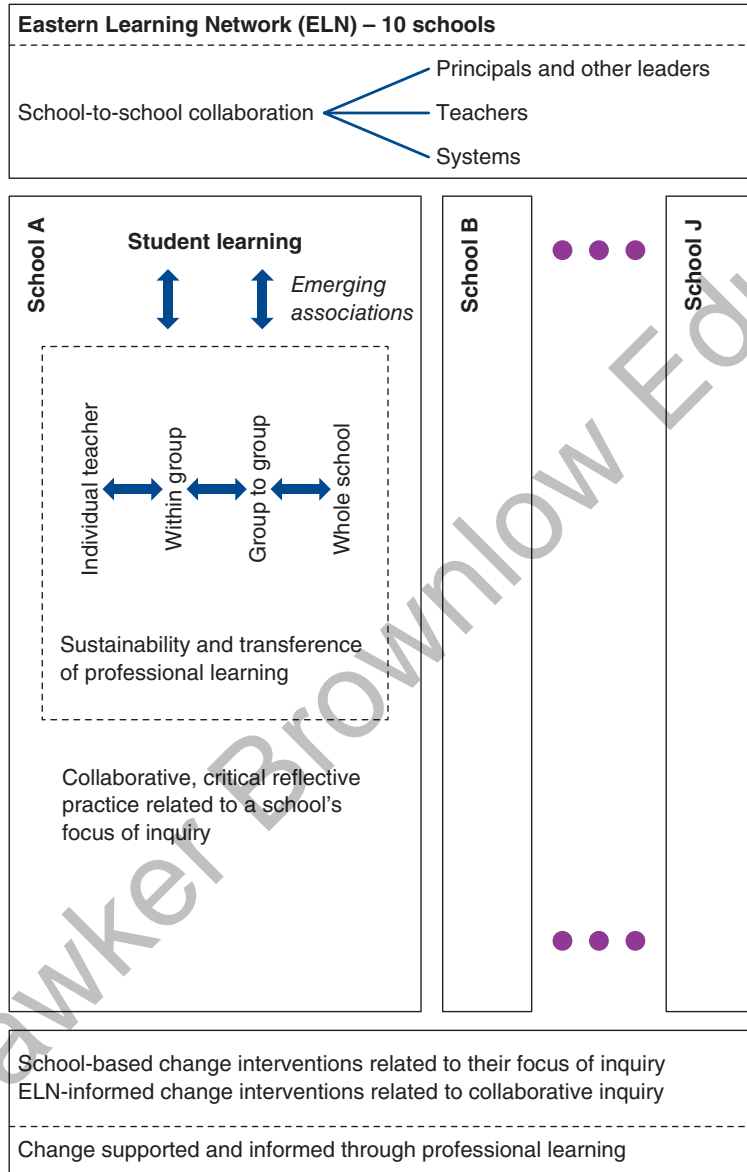 Eastern Learning Network (ELN) – 10 schools
School-to-school collaboration
Principals and other leaders
Teachers
Systems
School A
Student learning
Emerging
associations
Individual teacher
Within group
Group to group
Whole school
Sustainability and transference
of professional learning
Collaborative, critical reflective
practice related to a school’s
focus of inquiry
School B
School J
School-based change interventions related to their focus of inquiry
ELN-informed change interventions related to collaborative inquiry
Change supported and informed through professional learning
awker Brownlow Edu